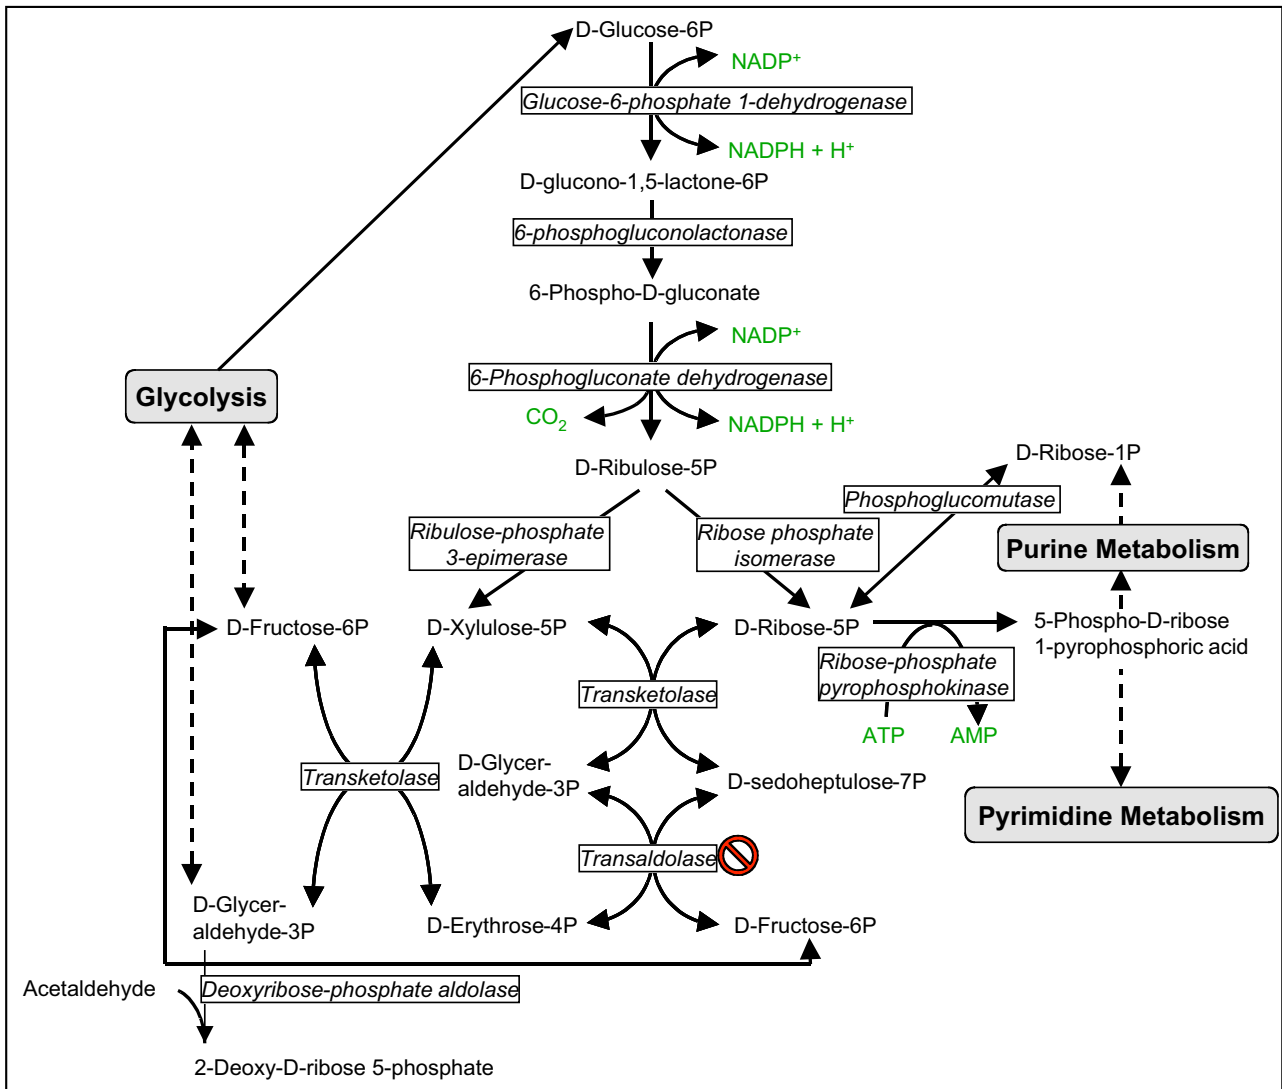 D-Glucose-6P
NADP+
Glucose-6-phosphate 1-dehydrogenase
NADPH + H+
D-glucono-1,5-lactone-6P
6-phosphogluconolactonase
6-Phospho-D-gluconate
NADP+
6-Phosphogluconate dehydrogenase
Glycolysis
CO2
NADPH + H+
D-Ribulose-5P
D-Ribose-1P
Phosphoglucomutase
Ribulose-phosphate
3-epimerase
Ribose phosphate
isomerase
Purine Metabolism
D-Fructose-6P
D-Xylulose-5P
D-Ribose-5P
5-Phospho-D-ribose
1-pyrophosphoric acid
Ribose-phosphate
pyrophosphokinase
Transketolase
ATP
AMP
Transketolase
D-Glycer-
aldehyde-3P
D-sedoheptulose-7P
Pyrimidine Metabolism
Transaldolase
D-Glycer-
aldehyde-3P
D-Erythrose-4P
D-Fructose-6P
Acetaldehyde
Deoxyribose-phosphate aldolase
2-Deoxy-D-ribose 5-phosphate